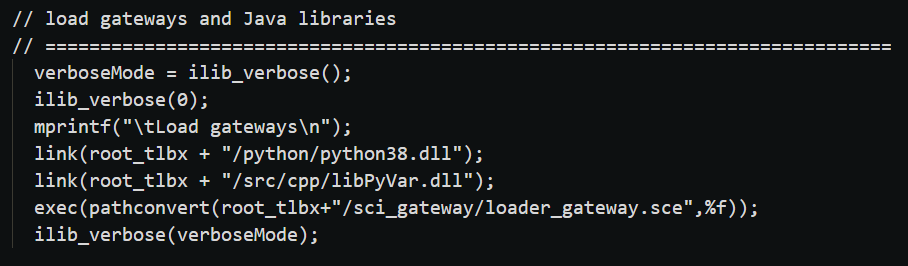 // load gateways and Java libraries
// =============================================================================
verboseMode = ilib_verbose();
ilib_verbose(0);
mprintf("\tLoad gateways\n");
link(root_tlbx + "/python/python38.dll");
link(root_tlbx + "/src/cpp/libPyVar.dll");
exec(pathconvert(root_tlbx+"/sci_gateway/loader_gateway.sce",%f));
ilib_verbose(verboseMode);